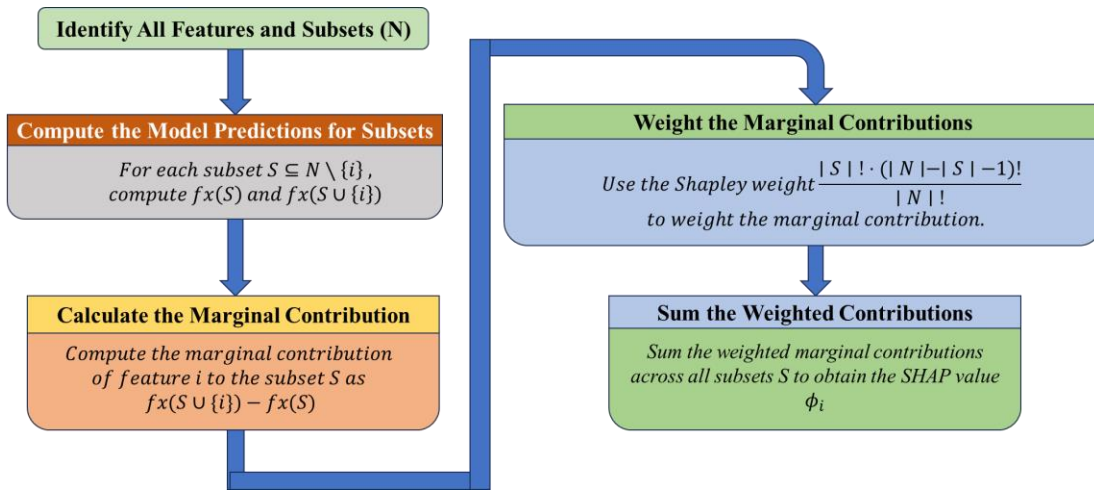 Identify All Features and Subsets (N)
Compute the Model Predictions for Subsets
For each subset S ⊆ N \ {i},
compute fx(S) and fx(S ∪ {i})
Calculate the Marginal Contribution
Compute the marginal contribution
of feature i to the subset S as
fx(S ∪ {i}) − fx(S)
Weight the Marginal Contributions
Use the Shapley weight | S | ! · (| N |−| S | −1)! / | N | !
to weight the marginal contribution.
Sum the Weighted Contributions
Sum the weighted marginal contributions
across all subsets S to obtain the SHAP value
ϕi